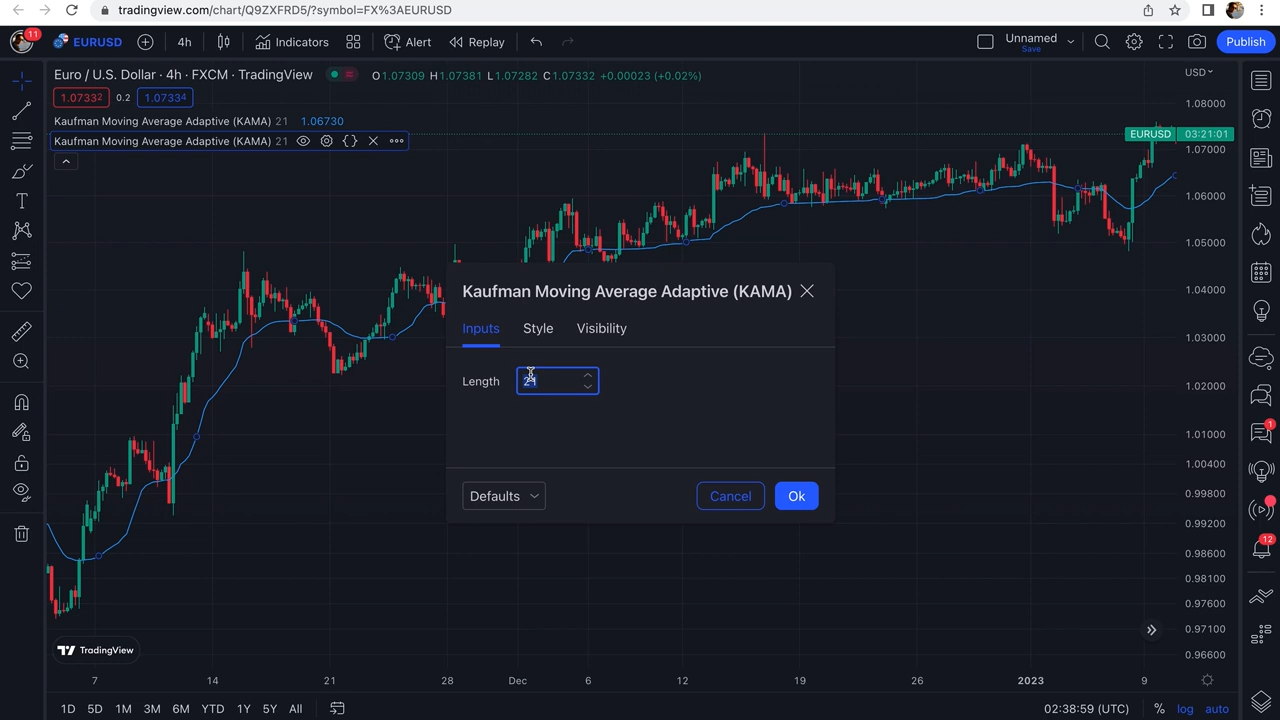 tradingview.com/chart/Q9ZXFRD5/?symbol=FX%3AEURUSD
11
EURUSD
4h
Indicators
Alert
Replay
Unnamed
Save
Publish
Euro / U.S. Dollar · 4h · FXCM · TradingView
O1.07309 H1.07381 L1.07282 C1.07332 +0.00023 (+0.02%)
USD
1.07332
0.2
1.07334
1.08000
Kaufman Moving Average Adaptive (KAMA) 21 1.06730
EURUSD 03:21:01
Kaufman Moving Average Adaptive (KAMA) 21
1.07000
1.06000
1.05000
1.04000
1.03000
1.02000
1.01000
1.00400
0.99800
0.99200
0.98600
0.98100
0.97600
0.97100
0.96600
Kaufman Moving Average Adaptive (KAMA)
Inputs
Style
Visibility
Length
21
Defaults
Cancel
Ok
1
12
TradingView
7
14
21
28
Dec
6
12
19
26
2023
9
1D 5D 1M 3M 6M YTD 1Y 5Y All
02:38:59 (UTC)
%
log
auto